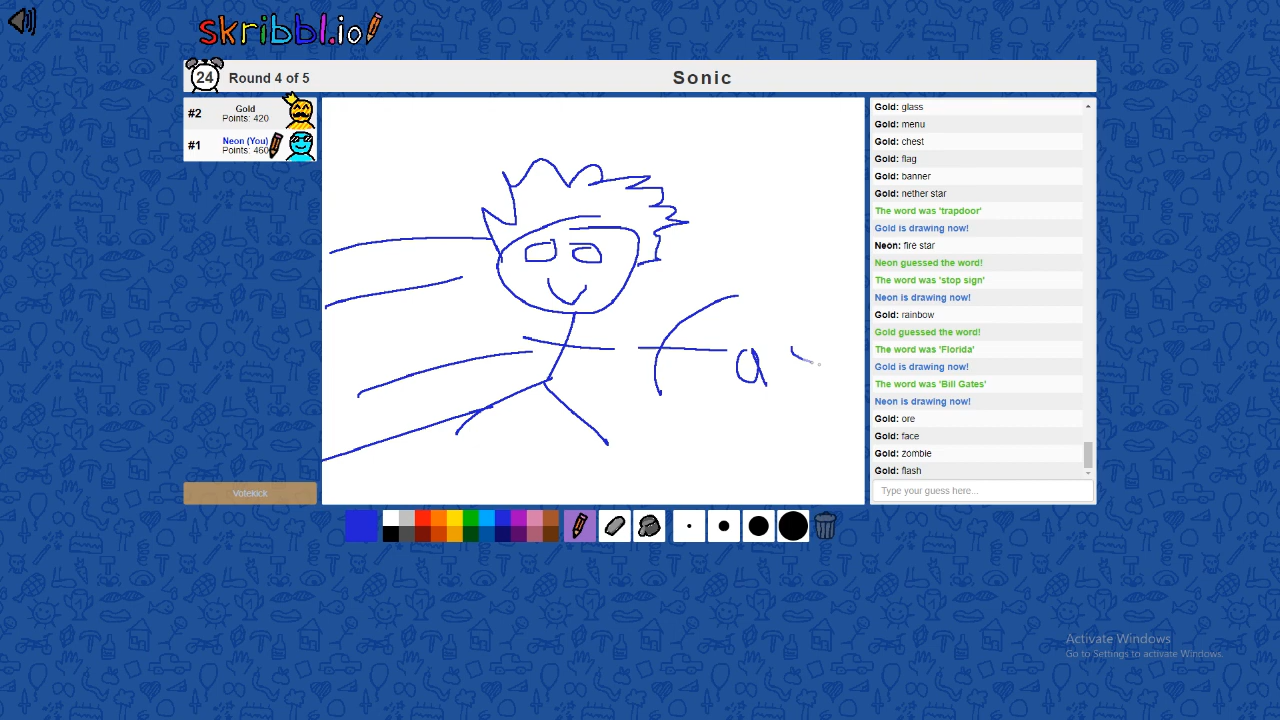 skribbl.io
24
Round 4 of 5
Sonic
#2
Gold
Points: 420
#1
Neon (You)
Points: 460
Votekick
fa
Gold: glass
Gold: menu
Gold: chest
Gold: flag
Gold: banner
Gold: nether star
The word was 'trapdoor'
Gold is drawing now!
Neon: fire star
Neon guessed the word!
The word was 'stop sign'
Neon is drawing now!
Gold: rainbow
Gold guessed the word!
The word was 'Florida'
Gold is drawing now!
The word was 'Bill Gates'
Neon is drawing now!
Gold: ore
Gold: face
Gold: zombie
Gold: flash
Type your guess here...
Activate Windows
Go to Settings to activate Windows.